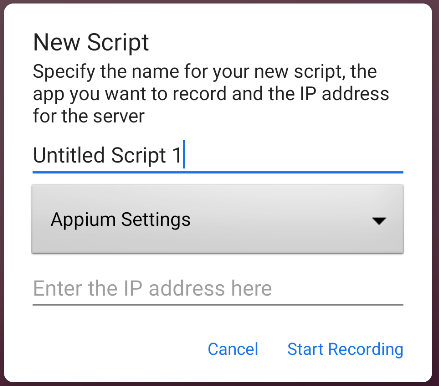 New Script
Specify the name for your new script, the
app you want to record and the IP address
for the server
Untitled Script 1
Appium Settings
Enter the IP address here
Cancel Start Recording